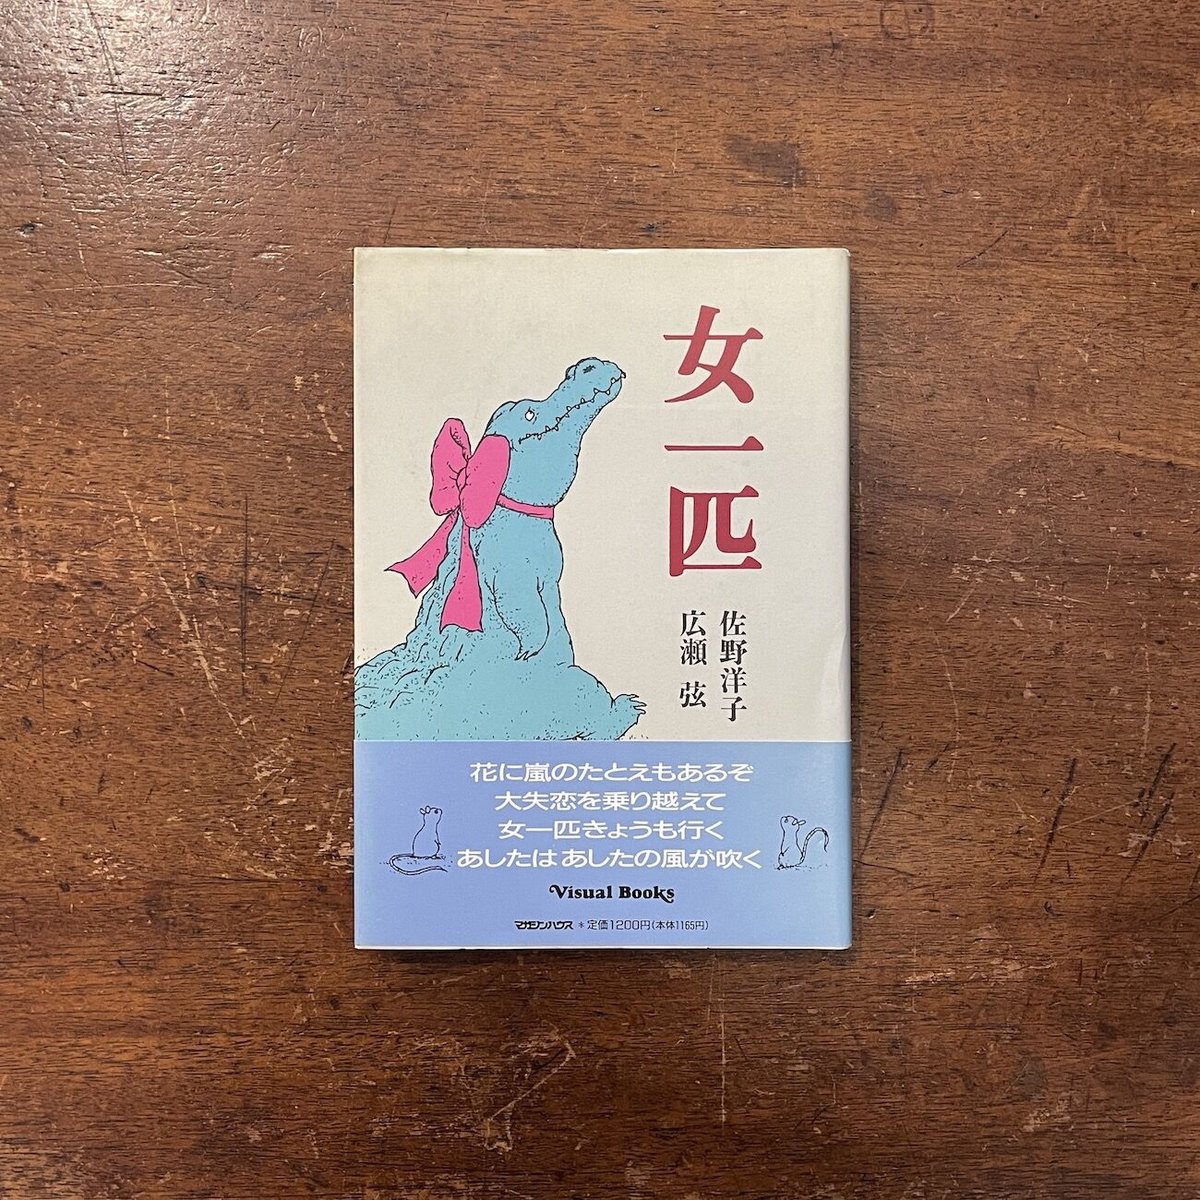 女一匹
佐野洋子
広瀬 弦
花に嵐のたとえもあるぞ
大失恋を乗り越えて
女一匹きょうも行く
あしたは あしたの風が吹く
Visual Books
マガジンハウス *定価1200円(本体1165円)